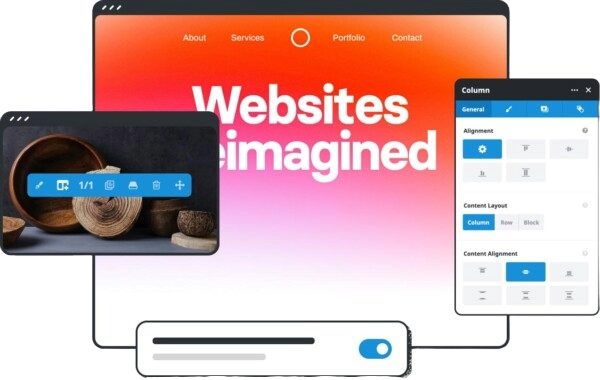 About Services Portfolio Contact
Websites
eimagined
1/1
Column
General
Alignment
Content Layout
Column Row Block
Content Alignment